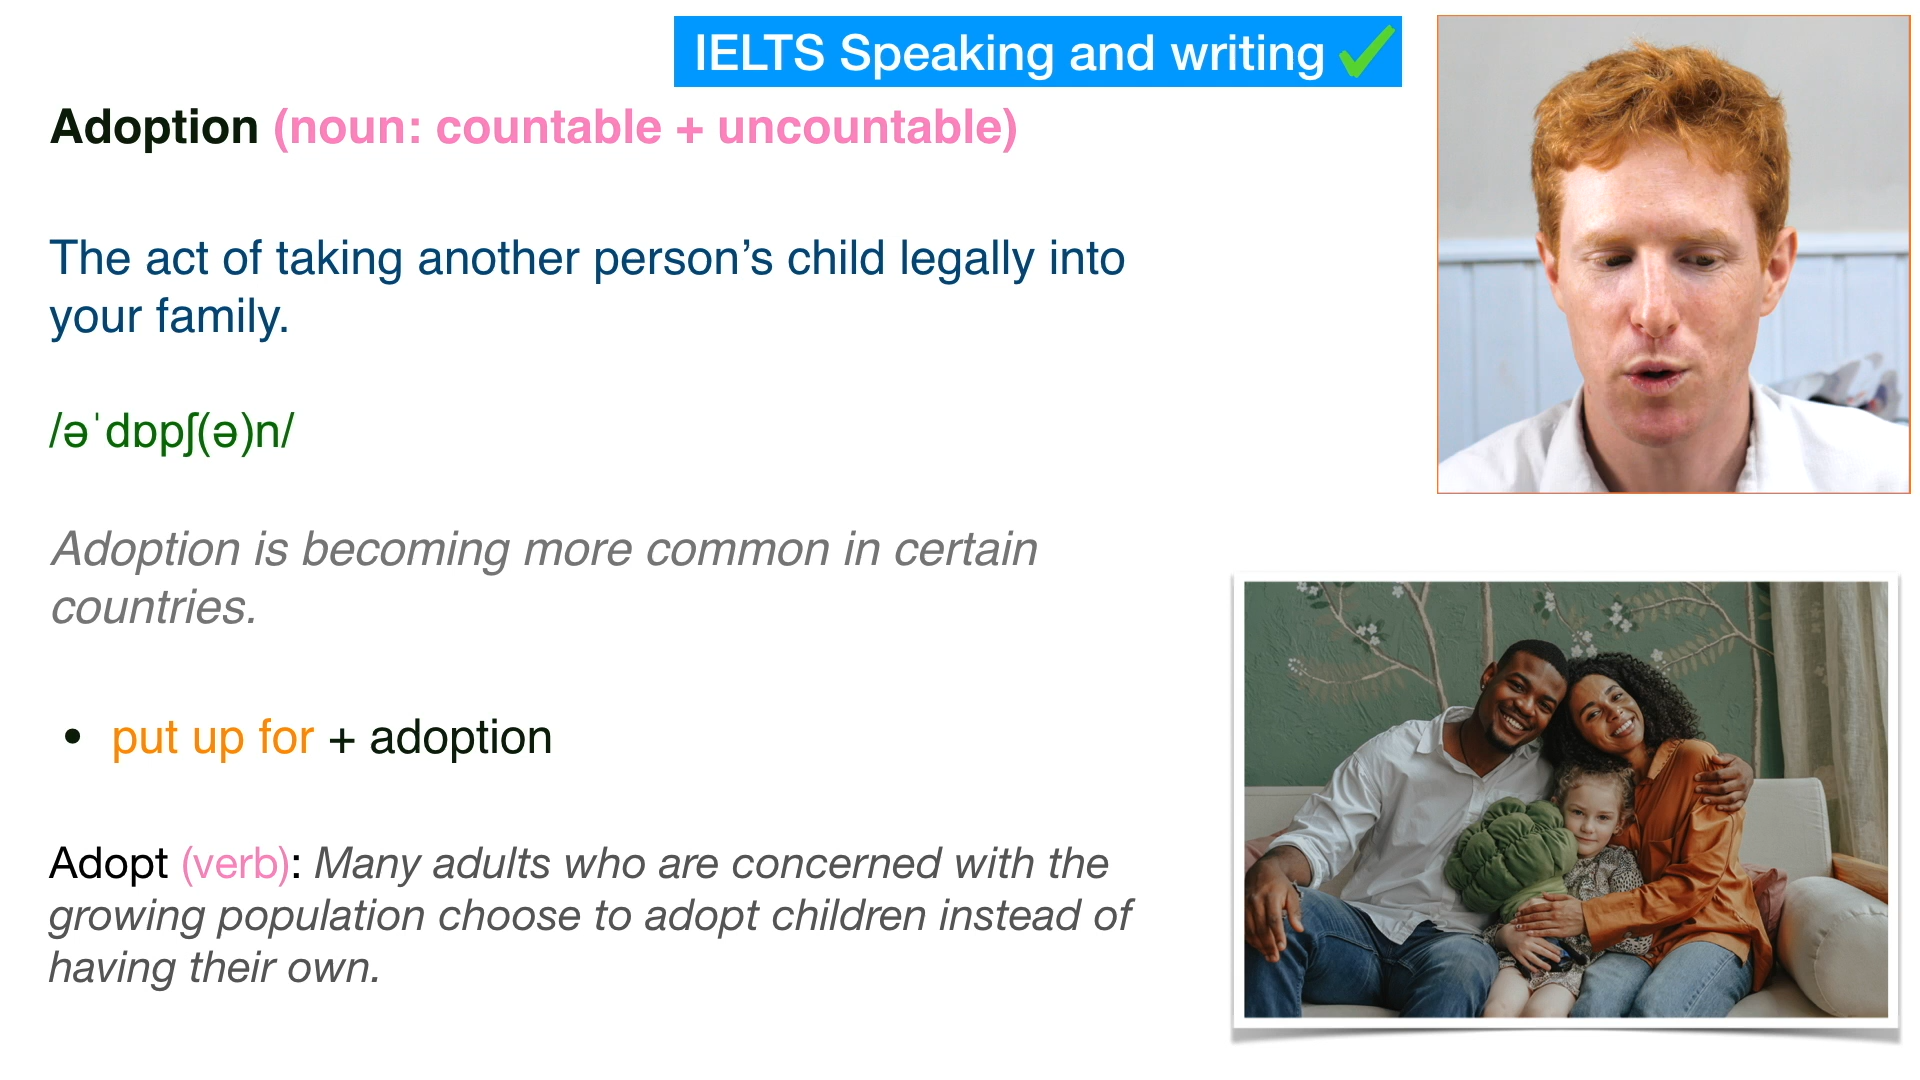 IELTS Speaking and writing
Adoption (noun: countable + uncountable)
The act of taking another person’s child legally into
your family.
/əˈdɒpʃ(ə)n/
Adoption is becoming more common in certain
countries.
• put up for + adoption
Adopt (verb): Many adults who are concerned with the
growing population choose to adopt children instead of
having their own.